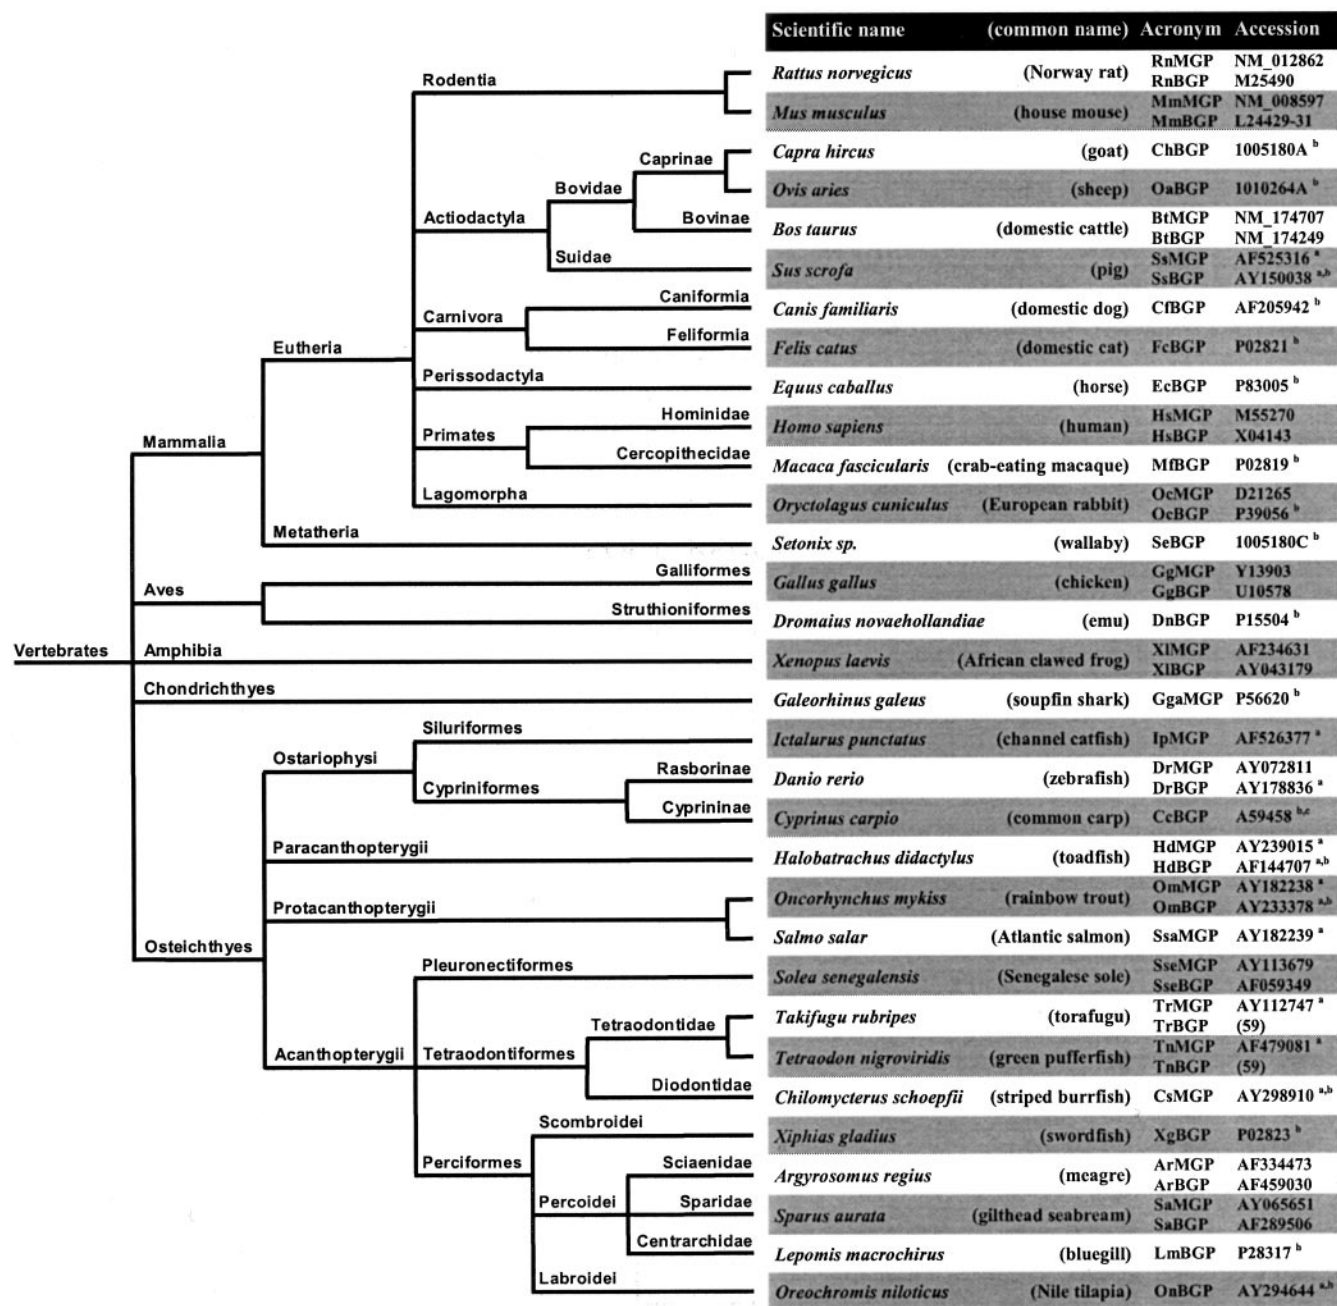 Scientific name (common name) Acronym Accession
Rodentia
Rattus norvegicus (Norway rat) RnMGP NM_012862
RnBGP M25490
Mus musculus (house mouse) MmMGP NM_008597
MmBGP L24429-31
Caprinae
Capra hircus (goat) ChBGP 1005180A b
Bovidae
Ovis aries (sheep) OaBGP 1010264A b
Actiodactyla
Bovinae
Bos taurus (domestic cattle) BtMGP NM_174707
BtBGP NM_174249
Suidae
Sus scrofa (pig) SsMGP AF525316 a
SsBGP AY150038 a,b
Caniformia
Canis familiaris (domestic dog) CfBGP AF205942 b
Carnivora
Feliformia
Felis catus (domestic cat) FcBGP P02821 b
Eutheria
Perissodactyla
Equus caballus (horse) EcBGP P83005 b
Hominidae
Homo sapiens (human) HsMGP M55270
HsBGP X04143
Mammalia
Primates
Cercopithecidae
Macaca fascicularis (crab-eating macaque) MfBGP P02819 b
Lagomorpha
Oryctolagus cuniculus (European rabbit) OcMGP D21265
OcBGP P39056 b
Metatheria
Setonix sp. (wallaby) SeBGP 1005180C b
Galliformes
Gallus gallus (chicken) GgMGP Y13903
GgBGP U10578
Aves
Struthioniformes
Dromaius novaehollandiae (emu) DnBGP P15504 b
Vertebrates
Amphibia
Xenopus laevis (African clawed frog) XlMGP AF234631
XlBGP AY043179
Chondrichthyes
Galeorhinus galeus (soupfin shark) GgaMGP P56620 b
Siluriformes
Ictalurus punctatus (channel catfish) IpMGP AF526377 a
Ostariophysi
Rasborinae
Danio rerio (zebrafish) DrMGP AY072811
DrBGP AY178836 a
Cypriniformes
Cyprininae
Cyprinus carpio (common carp) CcBGP A59458 b,c
Paracanthopterygii
Halobatrachus didactylus (toadfish) HdMGP AY239015 a
HdBGP AF144707 a,b
Protacanthopterygii
Oncorhynchus mykiss (rainbow trout) OmMGP AY182238 a
OmBGP AY233378 a,b
Salmo salar (Atlantic salmon) SsaMGP AY182239 a
Osteichthyes
Pleuronectiformes
Solea senegalensis (Senegalese sole) SseMGP AY113679
SseBGP AF059349
Tetraodontidae
Takifugu rubripes (torafugu) TrMGP AY112747 a
TrBGP (59)
Acanthopterygii
Tetraodontiformes
Tetraodon nigroviridis (green pufferfish) TnMGP AF479081 a
TnBGP (59)
Diodontidae
Chilomycterus schoepfii (striped burrfish) CsMGP AY298910 a,b
Scombroidei
Xiphias gladius (swordfish) XgBGP P02823 b
Perciformes
Sciaenidae
Argyrosomus regius (meagre) ArMGP AF334473
ArBGP AF459030
Percoidei
Sparidae
Sparus aurata (gilthead seabream) SaMGP AY065651
SaBGP AF289506
Centrarchidae
Lepomis macrochirus (bluegill) LmBGP P28317 b
Labroidei
Oreochromis niloticus (Nile tilapia) OnBGP AY294644 a,b